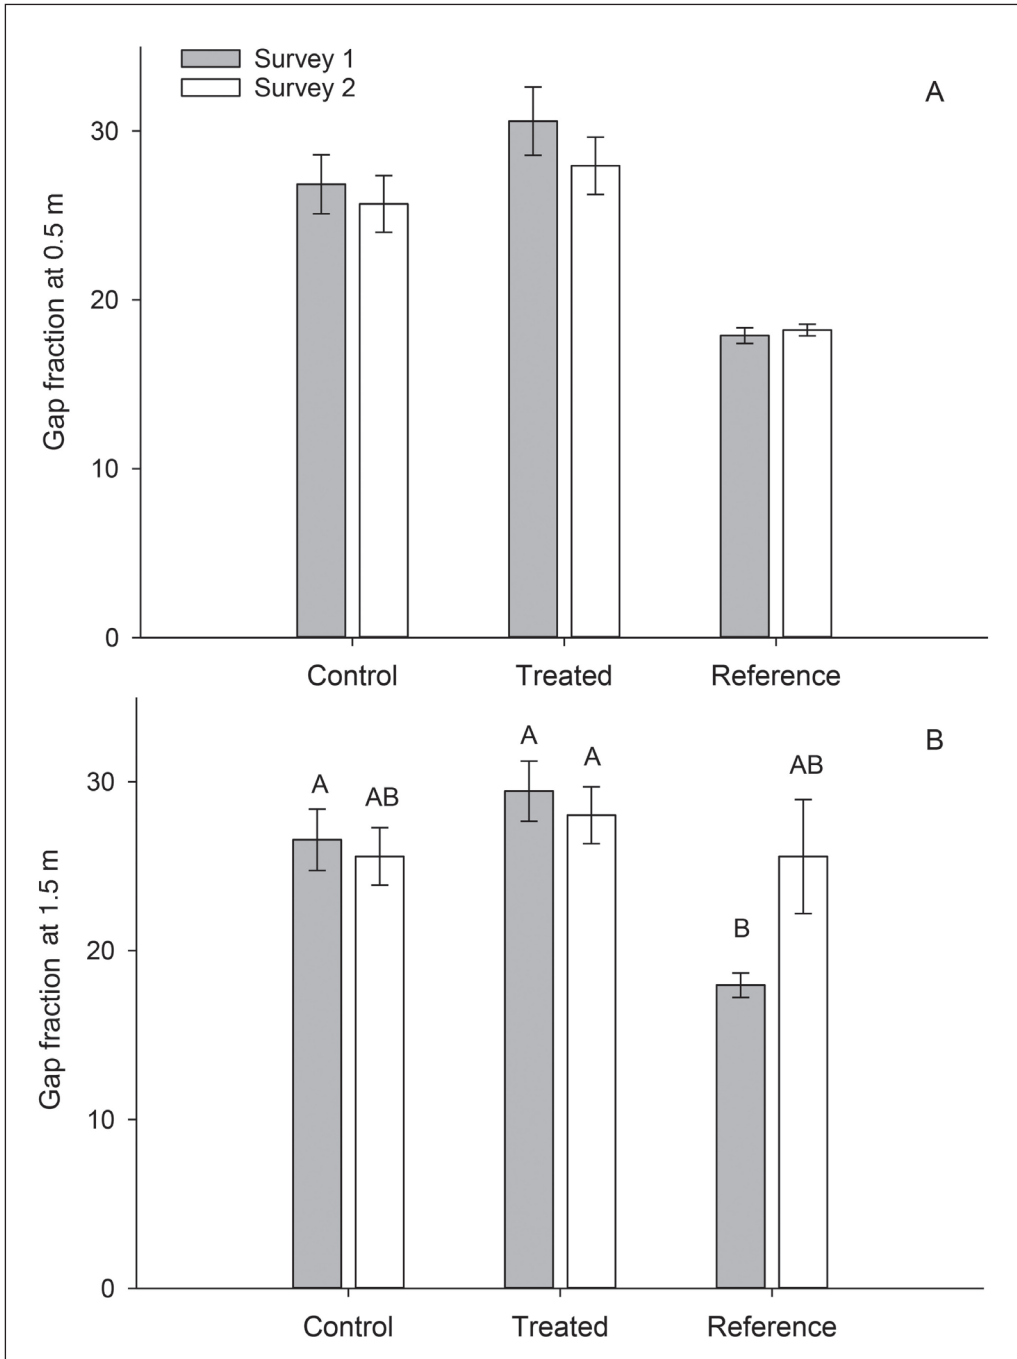 Survey 1
Survey 2
A
30
20
10
0
Gap fraction at 0.5 m
Control Treated Reference
B
A AB A A B AB
30
20
10
0
Gap fraction at 1.5 m
Control Treated Reference